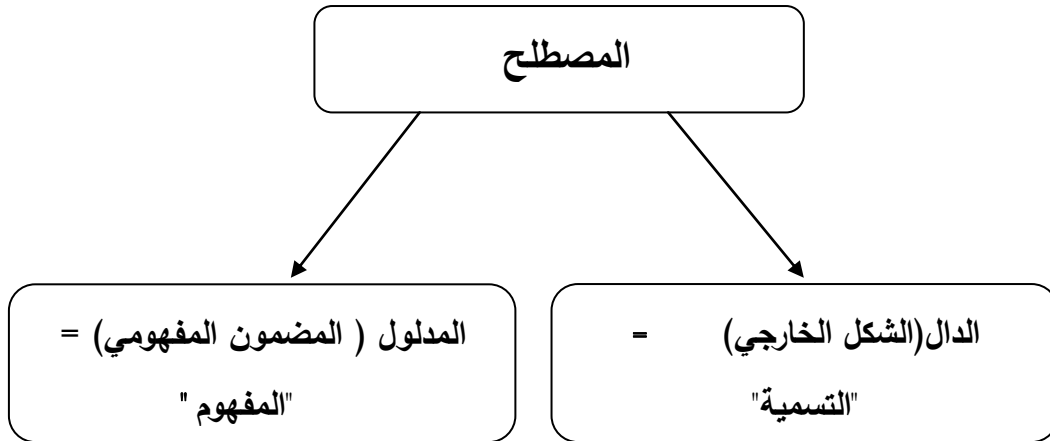 المصطلح
الدال(الشكل الخارجي) =
"التسمية"
المدلول ( المضمون المفهومي) =
"المفهوم "